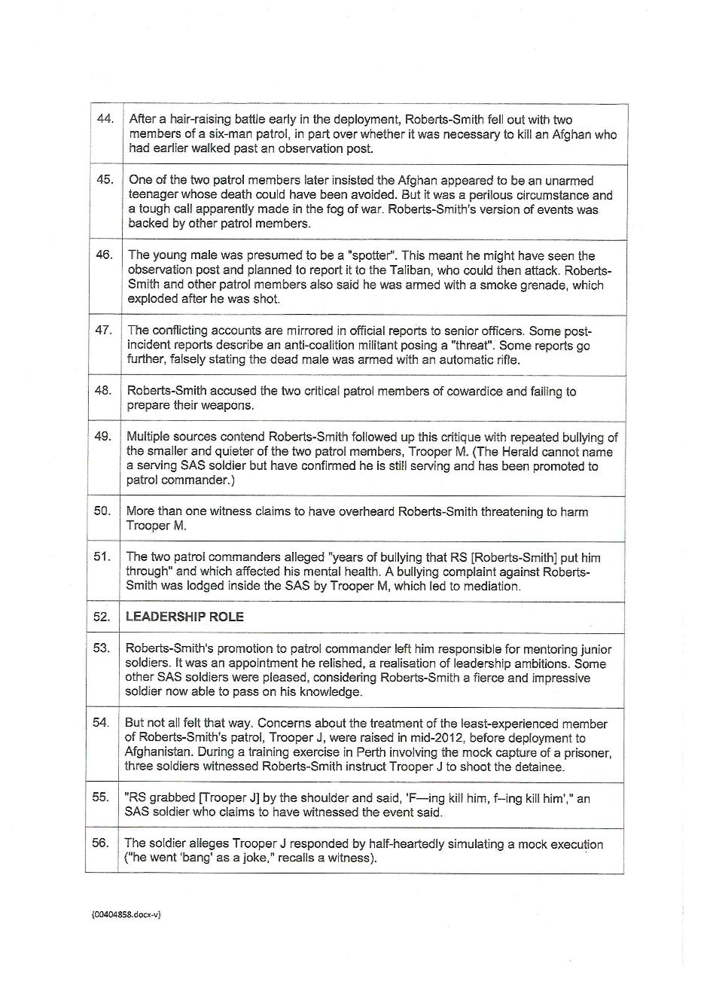 44. After a hair-raising battle early in the deployment, Roberts-Smith fell out with two
members of a six-man patrol, in part over whether it was necessary to kill an Afghan who
had earlier walked past an observation post.
45. One of the two patrol members later insisted the Afghan appeared to be an unarmed
teenager whose death could have been avoided. But it was a perilous circumstance and
a tough call apparently made in the fog of war. Roberts-Smith's version of events was
backed by other patrol members.
46. The young male was presumed to be a "spotter". This meant he might have seen the
observation post and planned to report it to the Taliban, who could then attack. Roberts-
Smith and other patrol members also said he was armed with a smoke grenade, which
exploded after he was shot.
47. The conflicting accounts are mirrored in official reports to senior officers. Some post-
incident reports describe an anti-coalition militant posing a "threat". Some reports go
further, falsely stating the dead male was armed with an automatic rifle.
48. Roberts-Smith accused the two critical patrol members of cowardice and failing to
prepare their weapons.
49. Multiple sources contend Roberts-Smith followed up this critique with repeated bullying of
the smaller and quieter of the two patrol members, Trooper M. (The Herald cannot name
a serving SAS soldier but have confirmed he is still serving and has been promoted to
patrol commander.)
50. More than one witness claims to have overheard Roberts-Smith threatening to harm
Trooper M.
51. The two patrol commanders alleged "years of bullying that RS [Roberts-Smith] put him
through" and which affected his mental health. A bullying complaint against Roberts-
Smith was lodged inside the SAS by Trooper M, which led to mediation.
52. LEADERSHIP ROLE
53. Roberts-Smith's promotion to patrol commander left him responsible for mentoring junior
soldiers. It was an appointment he relished, a realisation of leadership ambitions. Some
other SAS soldiers were pleased, considering Roberts-Smith a fierce and impressive
soldier now able to pass on his knowledge.
54. But not all felt that way. Concerns about the treatment of the least-experienced member
of Roberts-Smith's patrol, Trooper J, were raised in mid-2012, before deployment to
Afghanistan. During a training exercise in Perth involving the mock capture of a prisoner,
three soldiers witnessed Roberts-Smith instruct Trooper J to shoot the detainee.
55. "RS grabbed [Trooper J] by the shoulder and said, 'F—ing kill him, f--ing kill him'," an
SAS soldier who claims to have witnessed the event said.
56. The soldier alleges Trooper J responded by half-heartedly simulating a mock execution
("he went 'bang' as a joke," recalls a witness).
{00404858.docx-v}